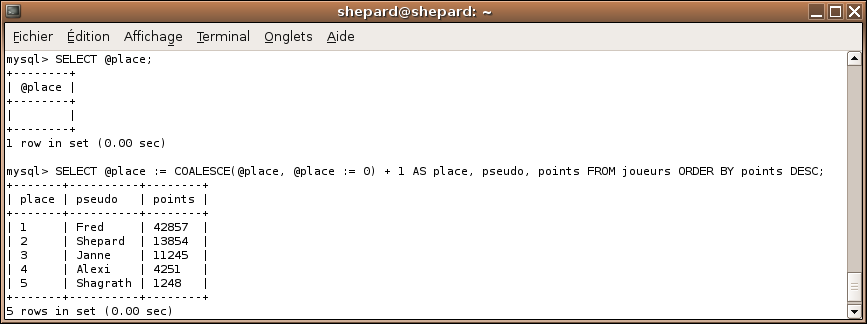 shepard@shepard: ~
Fichier Édition Affichage Terminal Onglets Aide
mysql> SELECT @place;
+--------+
| @place |
+--------+
|        |
+--------+
1 row in set (0.00 sec)

mysql> SELECT @place := COALESCE(@place, @place := 0) + 1 AS place, pseudo, points FROM joueurs ORDER BY points DESC;
+-------+----------+--------+
| place | pseudo   | points |
+-------+----------+--------+
| 1     | Fred     | 42857  |
| 2     | Shepard  | 13854  |
| 3     | Janne    | 11245  |
| 4     | Alexi    | 4251   |
| 5     | Shagrath | 1248   |
+-------+----------+--------+
5 rows in set (0.00 sec)